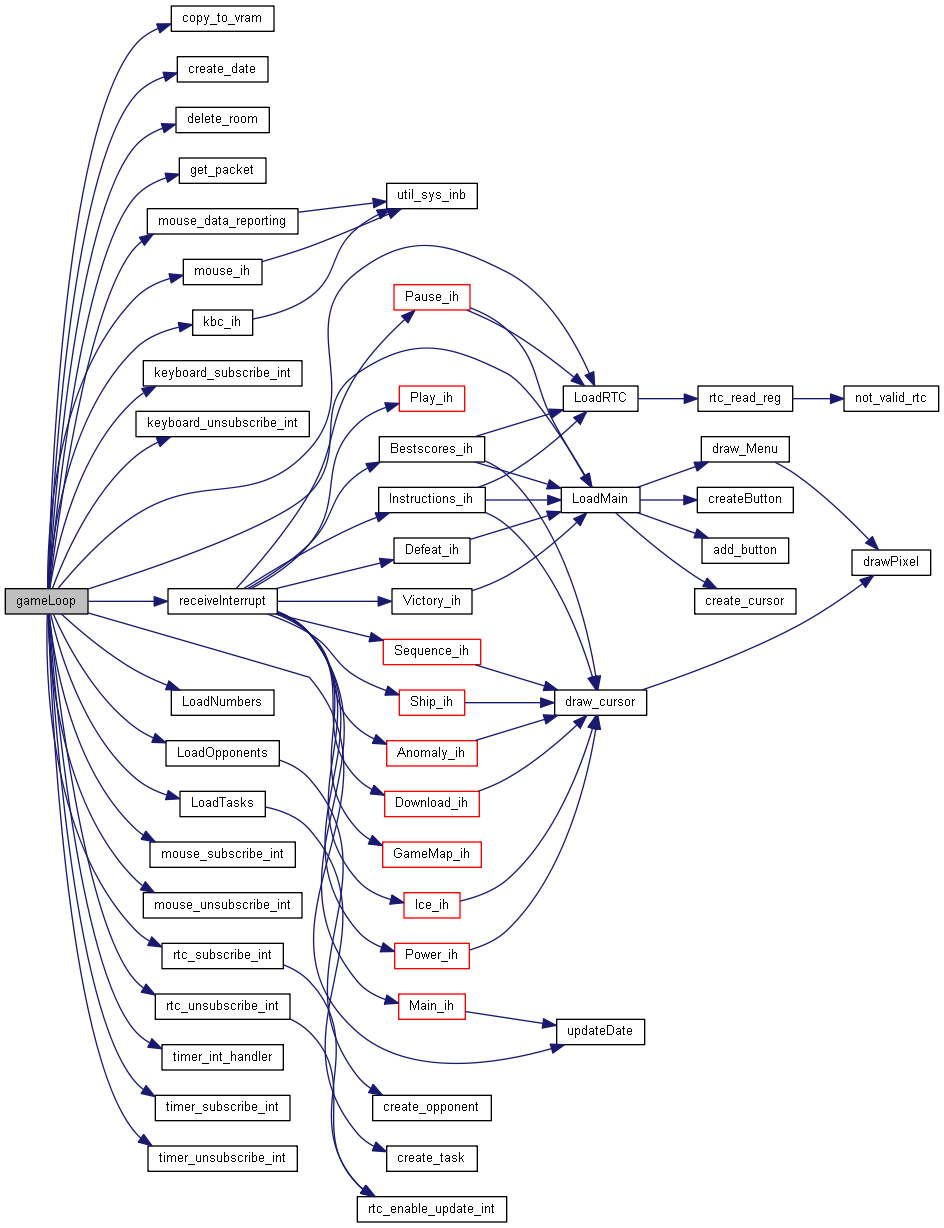 copy_to_vram
create_date
delete_room
get_packet
util_sys_inb
mouse_data_reporting
mouse_ih
Pause_ih
kbc_ih
keyboard_subscribe_int
Play_ih
LoadRTC
rtc_read_reg
not_valid_rtc
keyboard_unsubscribe_int
Bestscores_ih
draw_Menu
Instructions_ih
LoadMain
createButton
Defeat_ih
add_button
drawPixel
gameLoop
receiveInterrupt
Victory_ih
create_cursor
Sequence_ih
LoadNumbers
Ship_ih
draw_cursor
LoadOpponents
Anomaly_ih
LoadTasks
Download_ih
mouse_subscribe_int
GameMap_ih
mouse_unsubscribe_int
Ice_ih
rtc_subscribe_int
Power_ih
rtc_unsubscribe_int
Main_ih
updateDate
timer_int_handler
timer_subscribe_int
create_opponent
timer_unsubscribe_int
create_task
rtc_enable_update_int